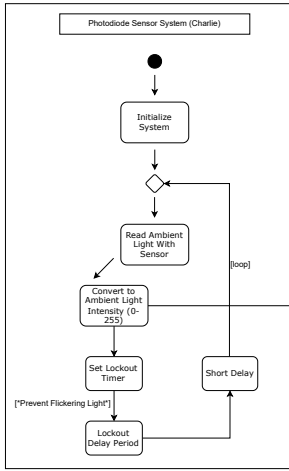 Photodiode Sensor System (Charlie)
Initialize
System
Read Ambient
Light With
Sensor
[loop]
Convert to
Ambient Light
Intensity (0-
255)
Set Lockout
Timer
Short Delay
[*Prevent Flickering Light*]
Lockout
Delay Period